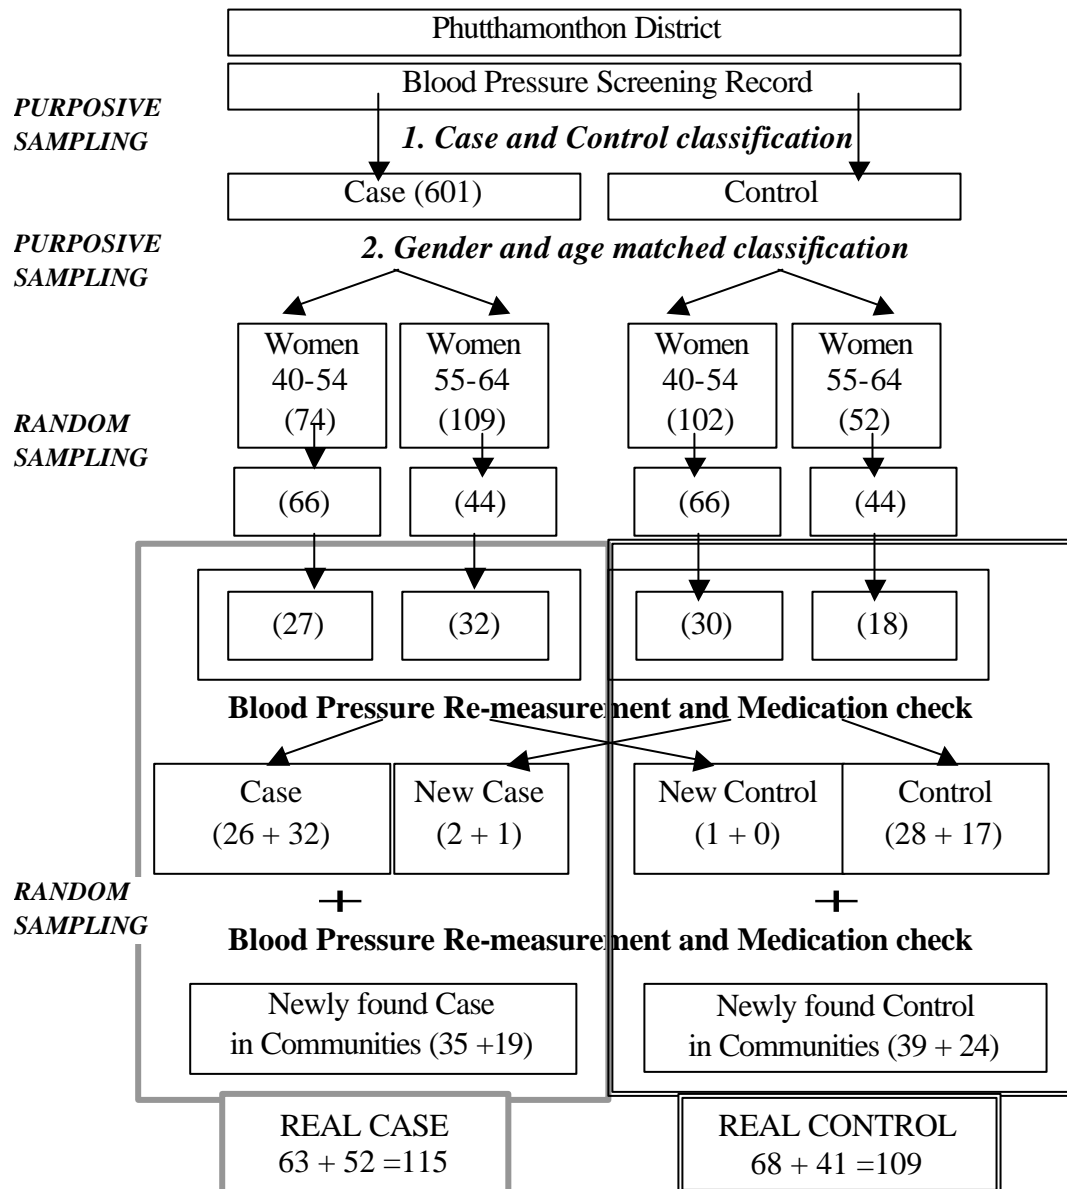 Phutthamonthon District
Blood Pressure Screening Record
PURPOSIVE
SAMPLING
1. Case and Control classification
Case (601)
Control
PURPOSIVE
SAMPLING
2. Gender and age matched classification
Women
40-54
(74)
Women
55-64
(109)
Women
40-54
(102)
Women
55-64
(52)
RANDOM
SAMPLING
(66)
(44)
(66)
(44)
(27)
(32)
(30)
(18)
Blood Pressure Re-measurement and Medication check
Case
(26 + 32)
New Case
(2 + 1)
New Control
(1 + 0)
Control
(28 + 17)
RANDOM
SAMPLING
+
+
Blood Pressure Re-measurement and Medication check
Newly found Case
in Communities (35 +19)
Newly found Control
in Communities (39 + 24)
REAL CASE
63 + 52 =115
REAL CONTROL
68 + 41 =109